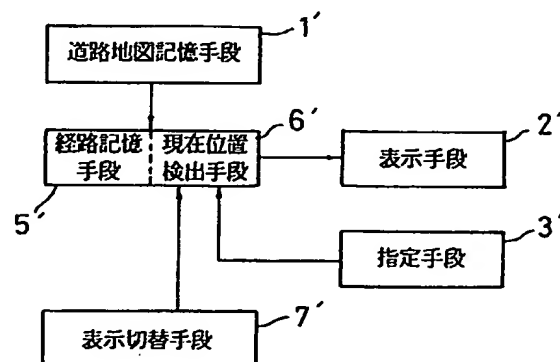 1′
道路地図記憶手段
6′
経路記憶
手段
現在位置
検出手段
2′
表示手段
5′
3′
指定手段
7′
表示切替手段